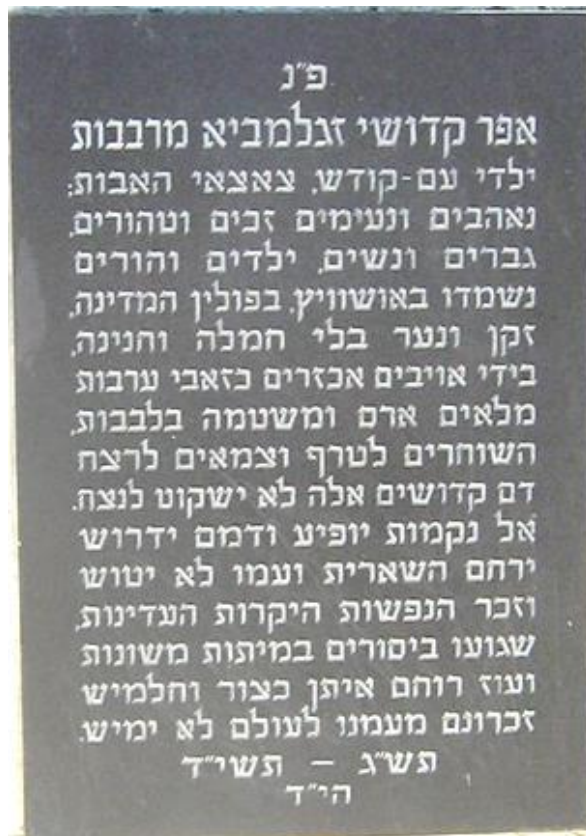 פ״נ
אפר קדושי זגלמביא מרבבות
ילדי עם-קודש, צאצאי האבות;
נאהבים ונעימים זכים וטהורים,
גברים ונשים, ילדים והורים
נשמדו באושוויץ, בפולין המדינה,
זקן ונער בלי חמלה וחנינה,
בידי אויבים אכזרים כזאבי ערבות
מלאים ארס ומשטמה בלבבות,
השוחרים לטרף וצמאים לרצח
דם קדושים אלה לא ישקוט לנצח.
אל נקמות יופיע ודמם ידרוש
ירחם השארית ועמו לא יטוש
וזכר הנפשות היקרות העדינות,
שגועו ביסורים במיתות משונות
ועוז רוחם איתן כצור וחלמיש
זכרונם מעמנו לעולם לא ימיש.
תש״ג – תשי״ד
הי״ד